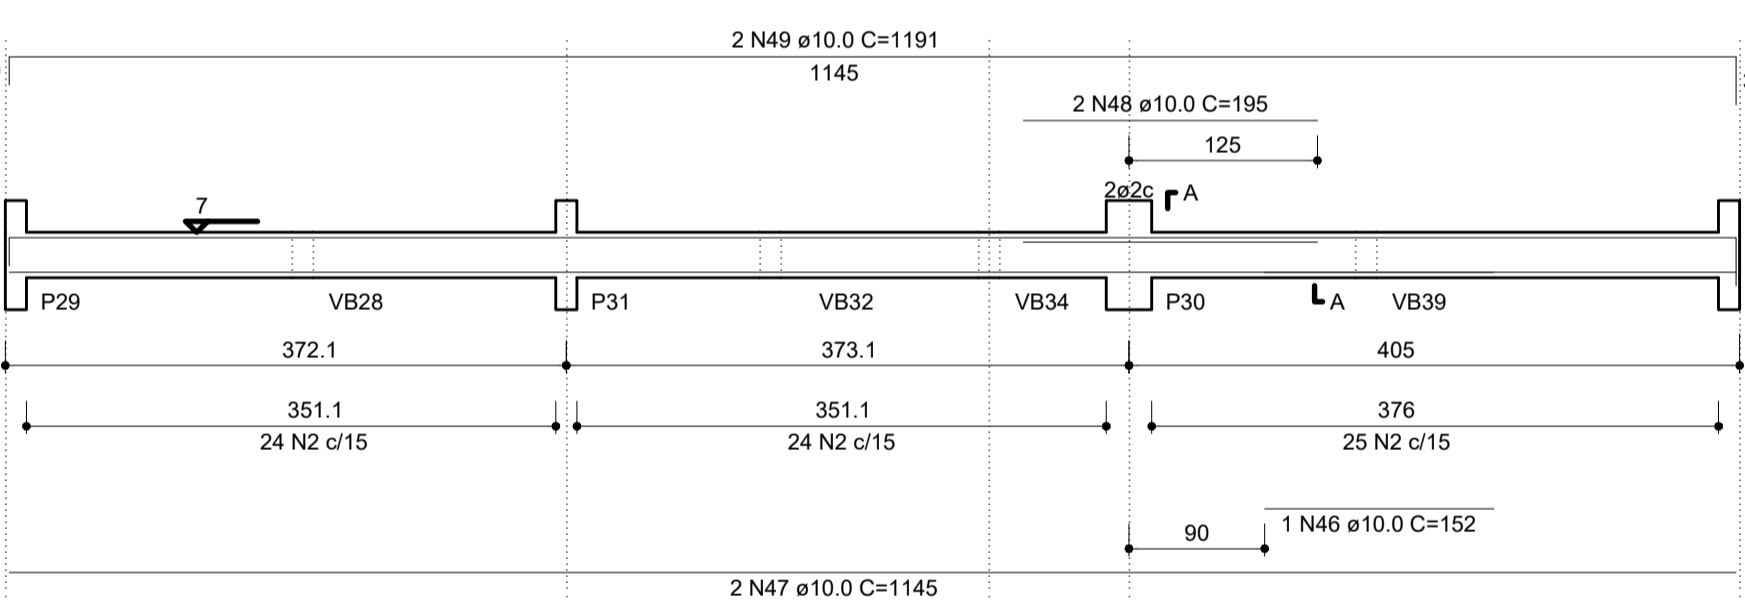 2 N49 ø10.0 C=1191
1145
2 N48 ø10.0 C=195
125
2ø2c
A
7
P29
VB28
P31
VB32
VB34
P30
A
VB39
372.1
373.1
405
351.1
351.1
376
24 N2 c/15
24 N2 c/15
25 N2 c/15
1 N46 ø10.0 C=152
90
2 N47 ø10.0 C=1145